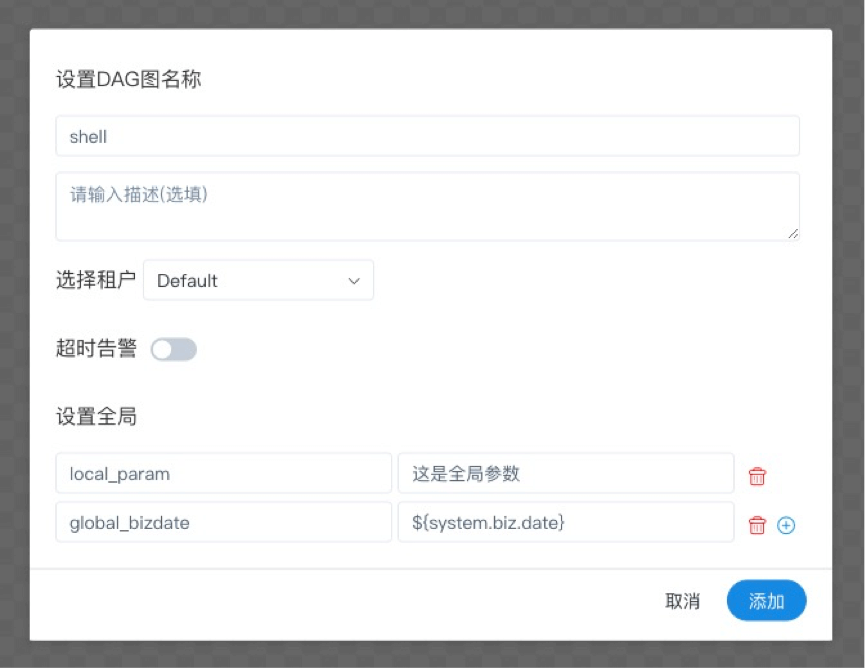 设置DAG图名称
shell
请输入描述(选填)
选择租户 Default
超时告警
设置全局
local_param 这是全局参数
global_bizdate ${system.biz.date}
取消 添加